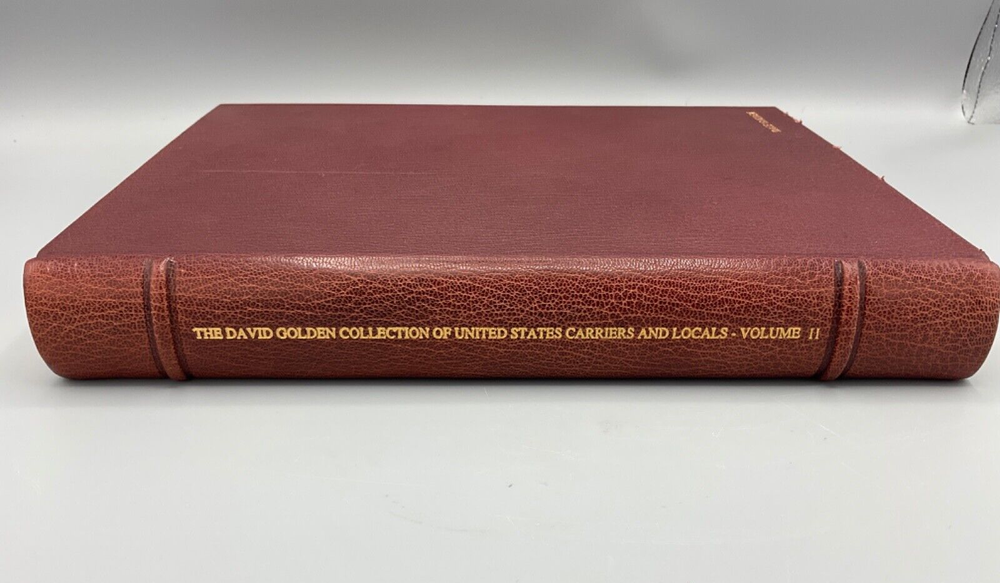 THE DAVID GOLDEN COLLECTION OF UNITED STATES CARRIERS AND LOCALS - VOLUME II